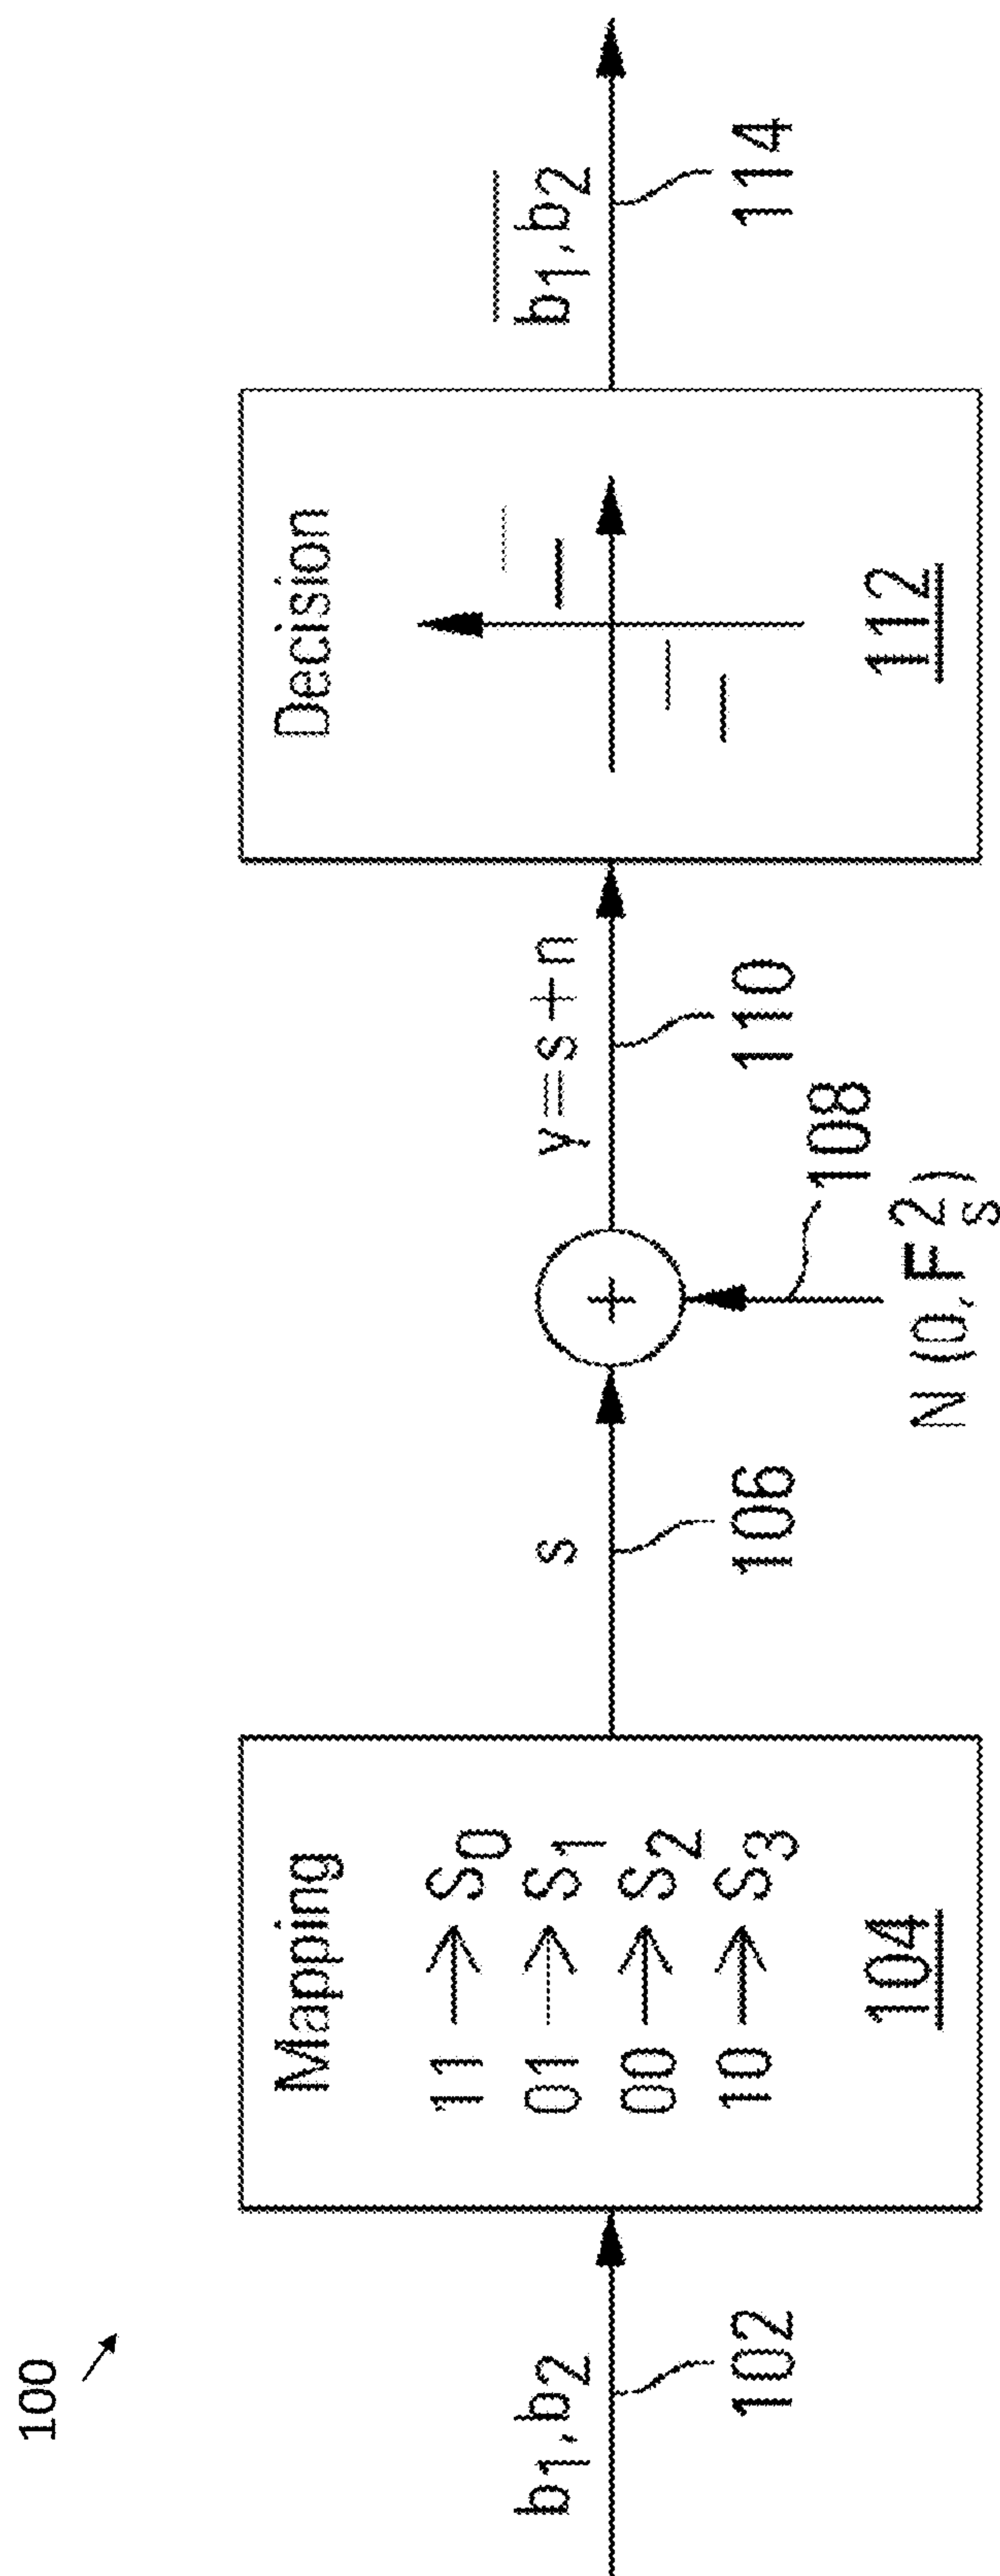 100
b1,b2
102
Mapping
11 → S0
01 → S1
00 → S2
10 → S3
104
s
106
+
N (0, F²s)
108
y=s+n
110
Decision
112
b1,b2
114